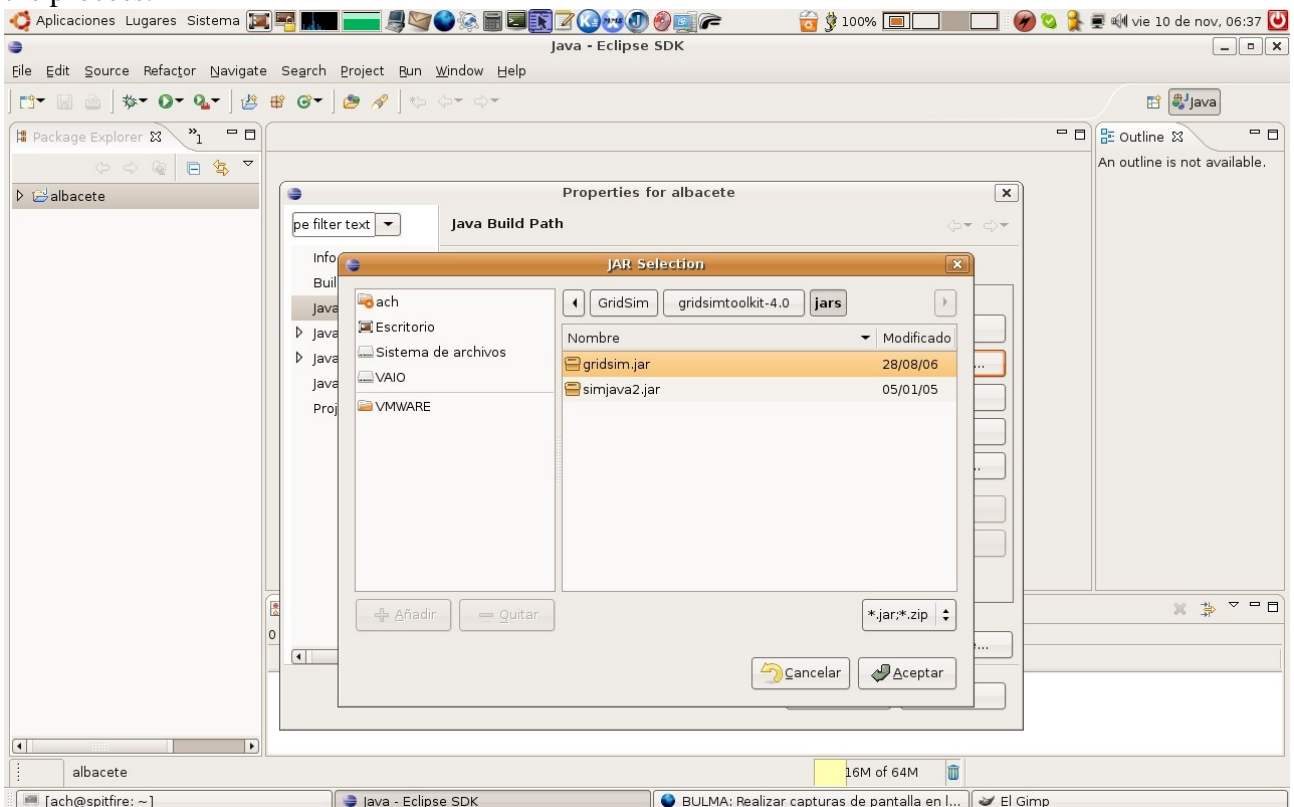 Aplicaciones Lugares Sistema 100% vie 10 de nov, 06:37
Java - Eclipse SDK
File Edit Source Refactor Navigate Search Project Run Window Help
Java
Package Explorer »1
Outline
An outline is not available.
albacete
Properties for albacete
pe filter text
Java Build Path
Info
Buil
Java
Java
Java
Java
Proj
JAR Selection
ach
Escritorio
Sistema de archivos
VAIO
VMWARE
GridSim gridsimtoolkit-4.0 jars
Nombre Modificado
gridsim.jar 28/08/06
simjava2.jar 05/01/05
...
Añadir Quitar
*.jar;*.zip
Cancelar Aceptar
0
albacete
16M of 64M
[ach@spitfire: ~] Java - Eclipse SDK BULMA: Realizar capturas de pantalla en l... El Gimp